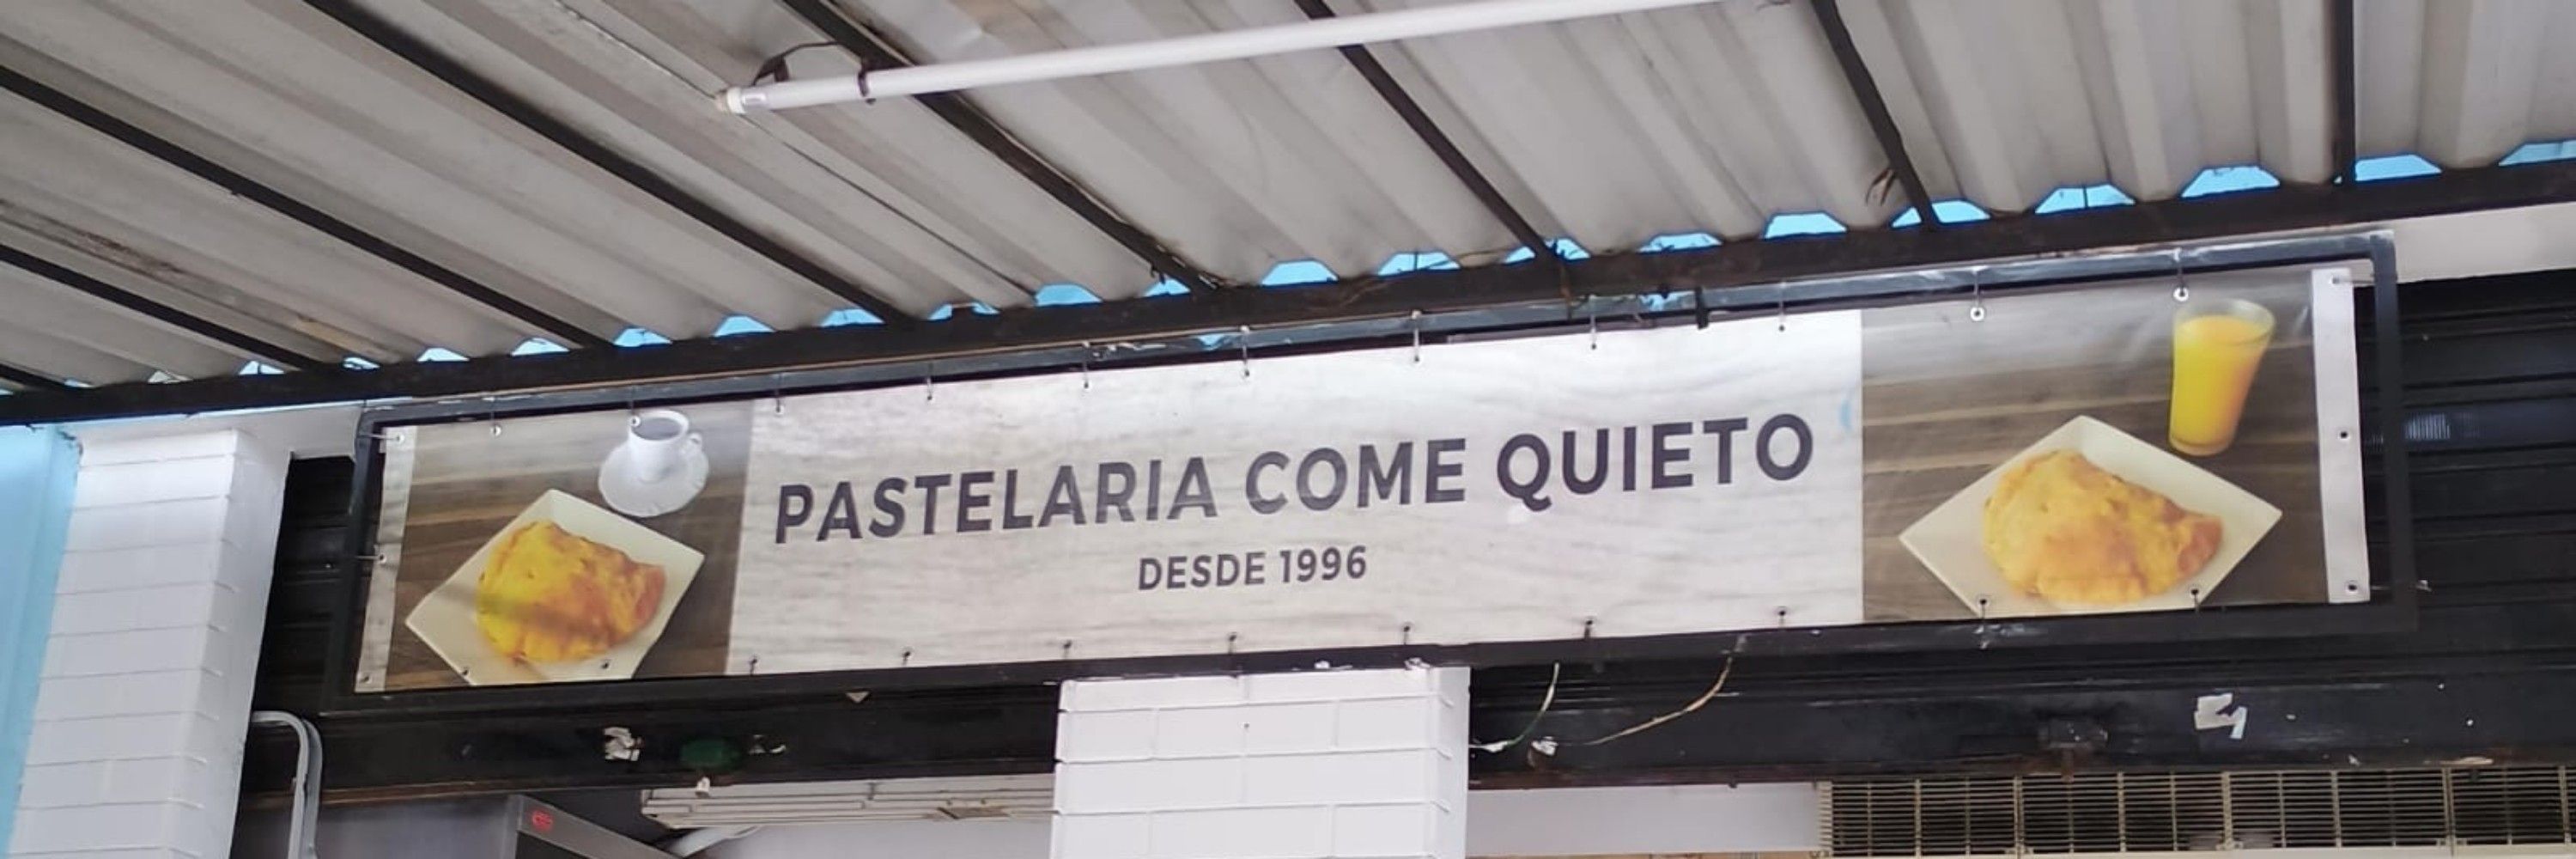 PASTELARIA COME QUIETO
DESDE 1996